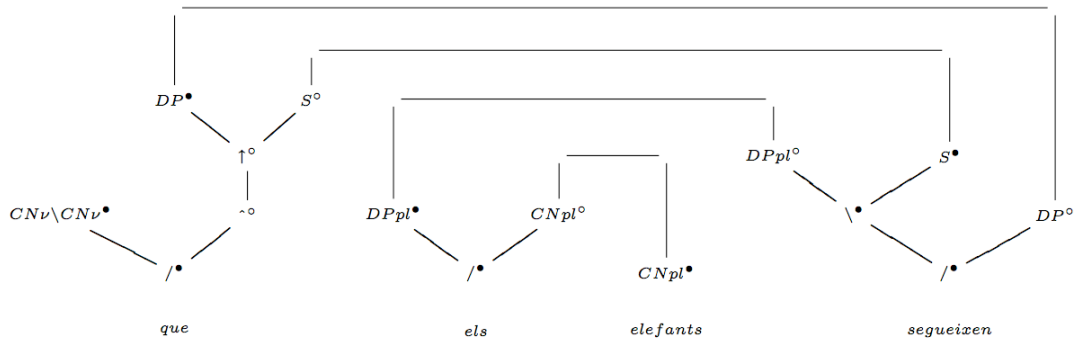 DP• S°
↑° DPpl° S•
CNν\CNν• ˆ° DPpl• CNpl° \• DP°
/• /• CNpl• /•
que els elefants segueixen